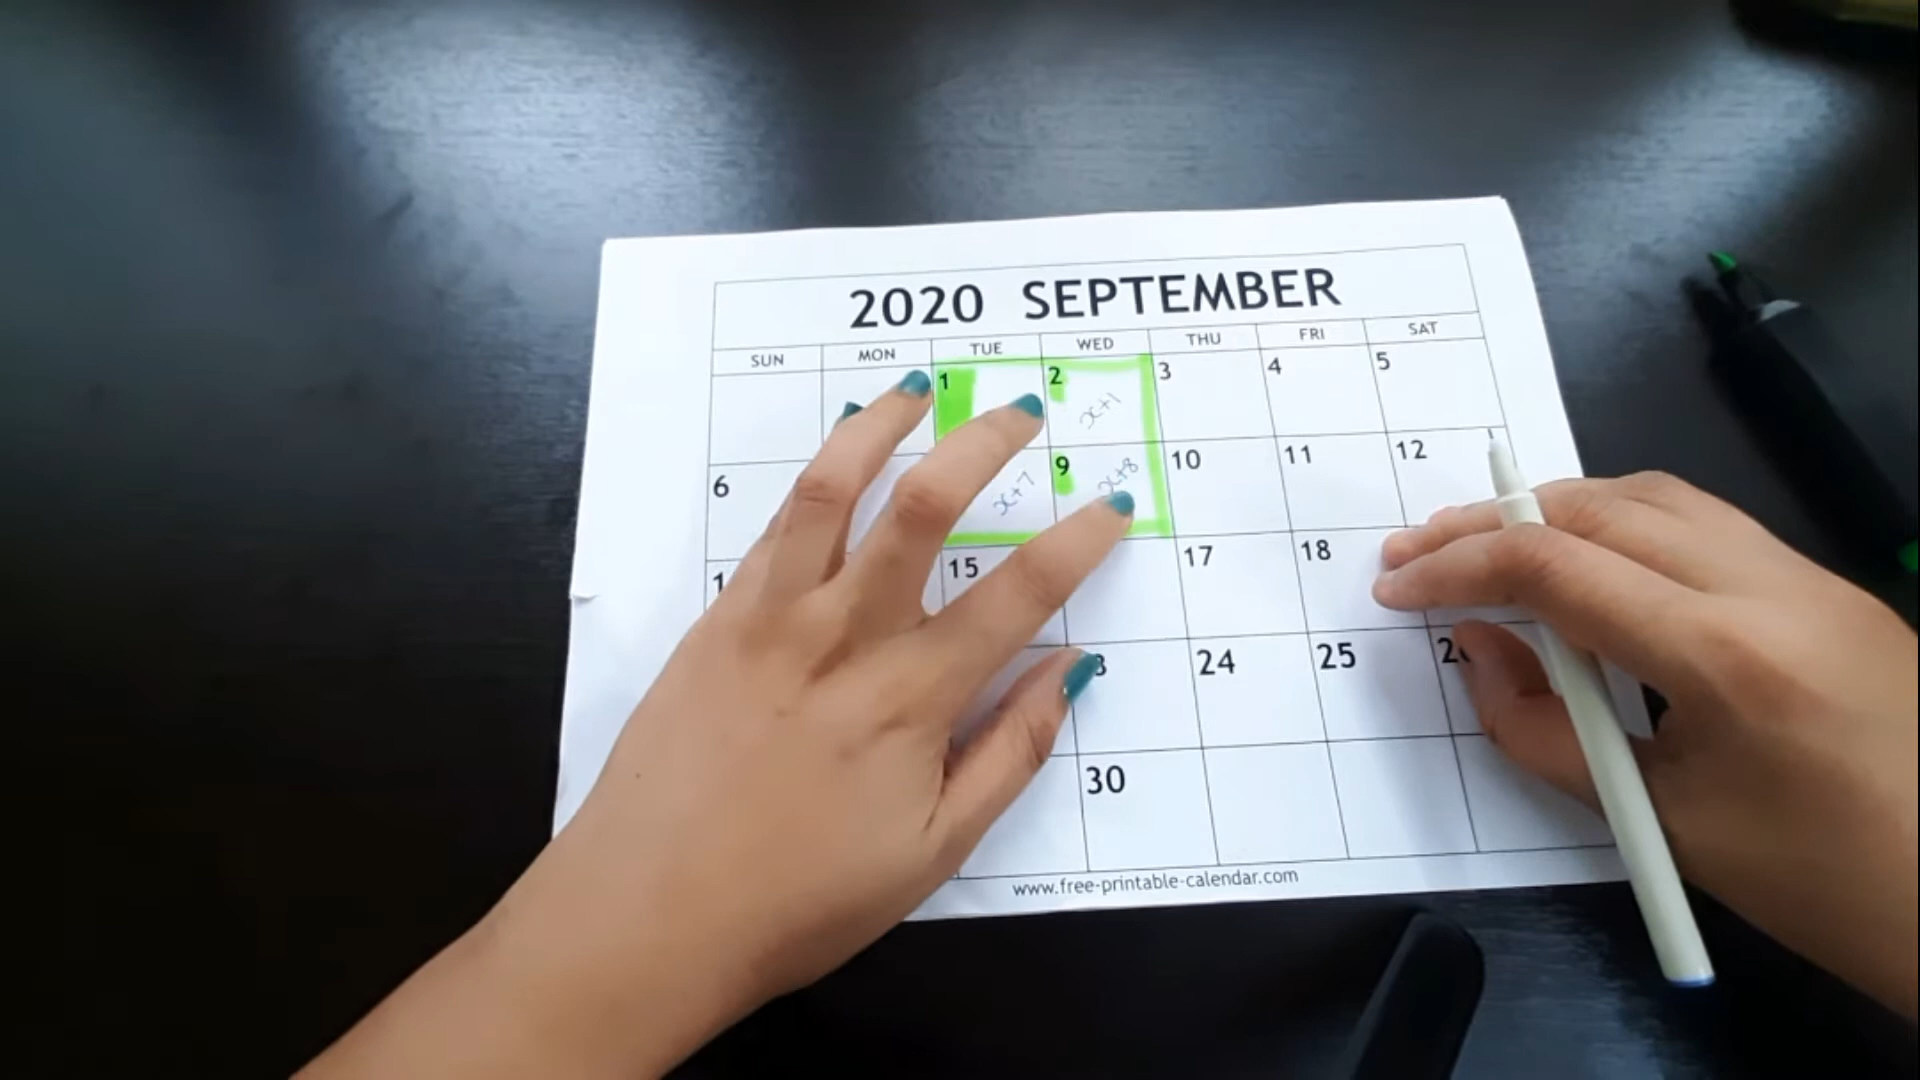 2020 SEPTEMBER
SUN MON TUE WED THU FRI SAT
1 2 3 4 5
x+1
6 9 10 11 12
x+7 x+8
15 17 18
24 25
30
www.free-printable-calendar.com